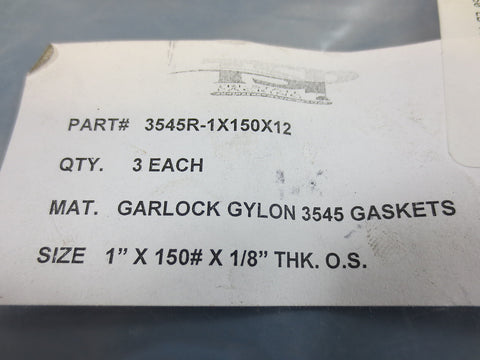 PART# 3545R-1X150X12
QTY. 3 EACH
MAT. GARLOCK GYLON 3545 GASKETS
SIZE 1" X 150# X 1/8" THK. O.S.